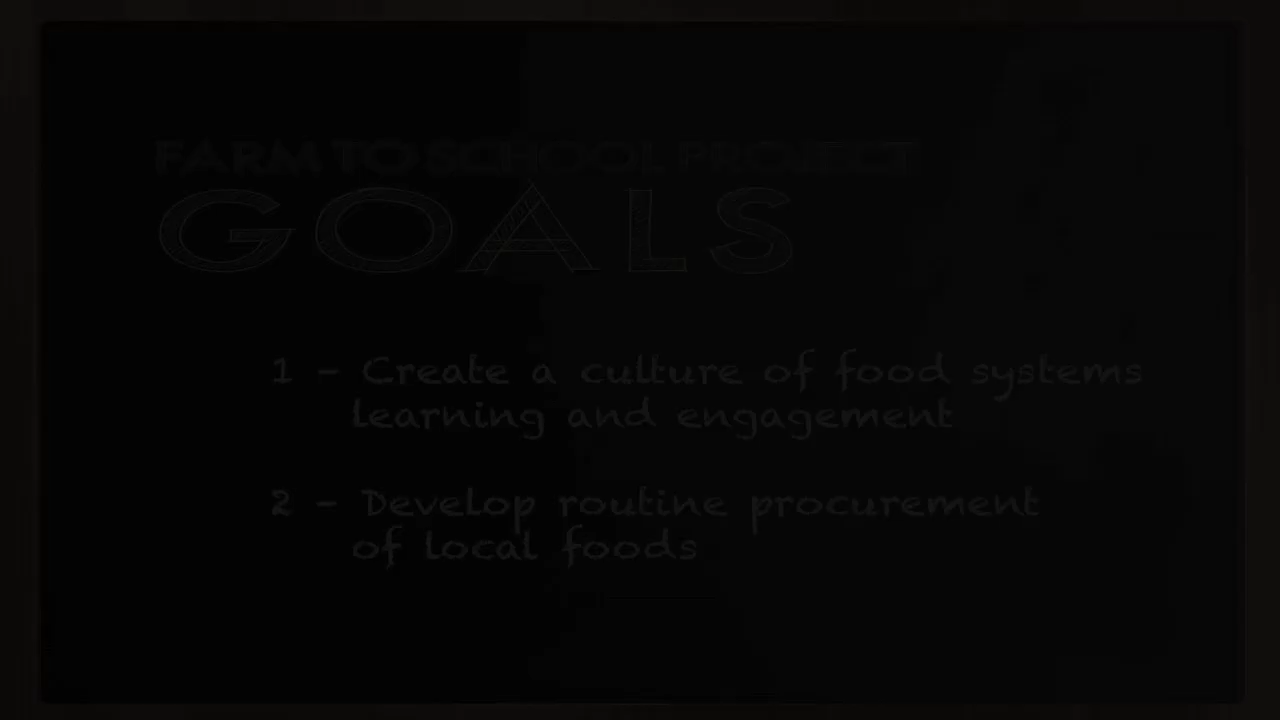 FARM TO SCHOOL PROJECT
GOALS
1 - Create a culture of food systems
learning and engagement
2 - Develop routine procurement
of local foods